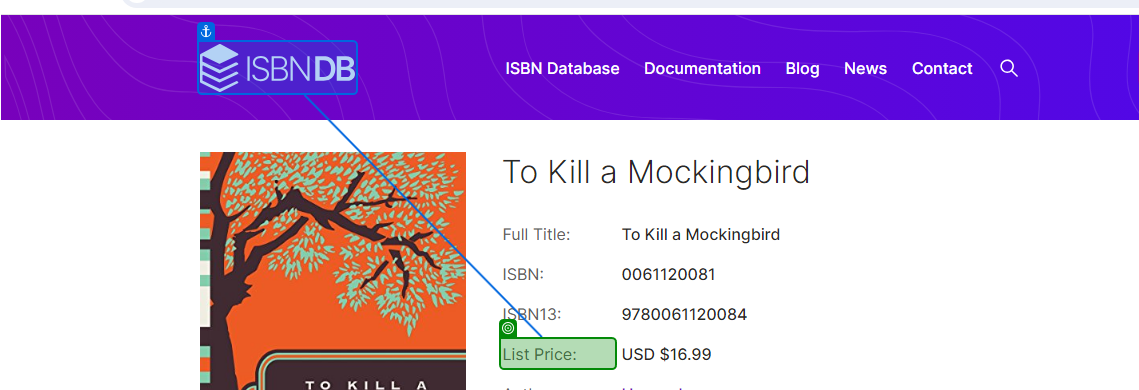 ISBNDB
ISBN Database Documentation Blog News Contact
To Kill a Mockingbird
Full Title: To Kill a Mockingbird
ISBN: 0061120081
ISBN13: 9780061120084
List Price: USD $16.99
TO KILL A